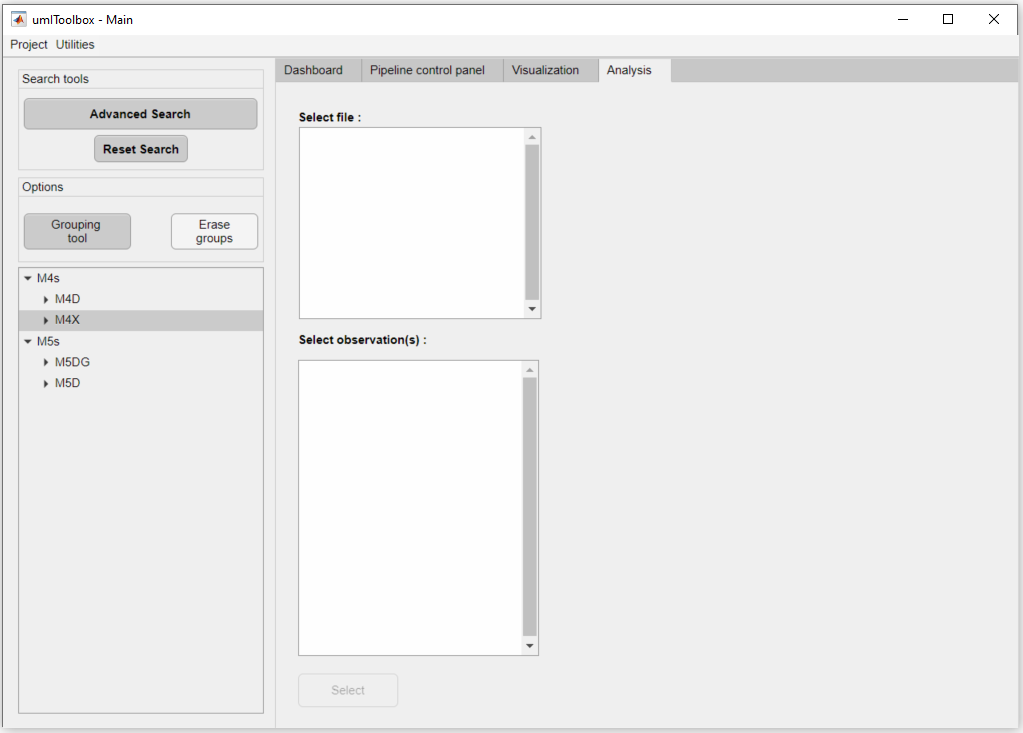 umlToolbox - Main
Project Utilities
Search tools
Advanced Search
Reset Search
Options
Grouping
tool
Erase
groups
M4s
M4D
M4X
M5s
M5DG
M5D
Dashboard Pipeline control panel Visualization Analysis
Select file :
Select observation(s) :
Select